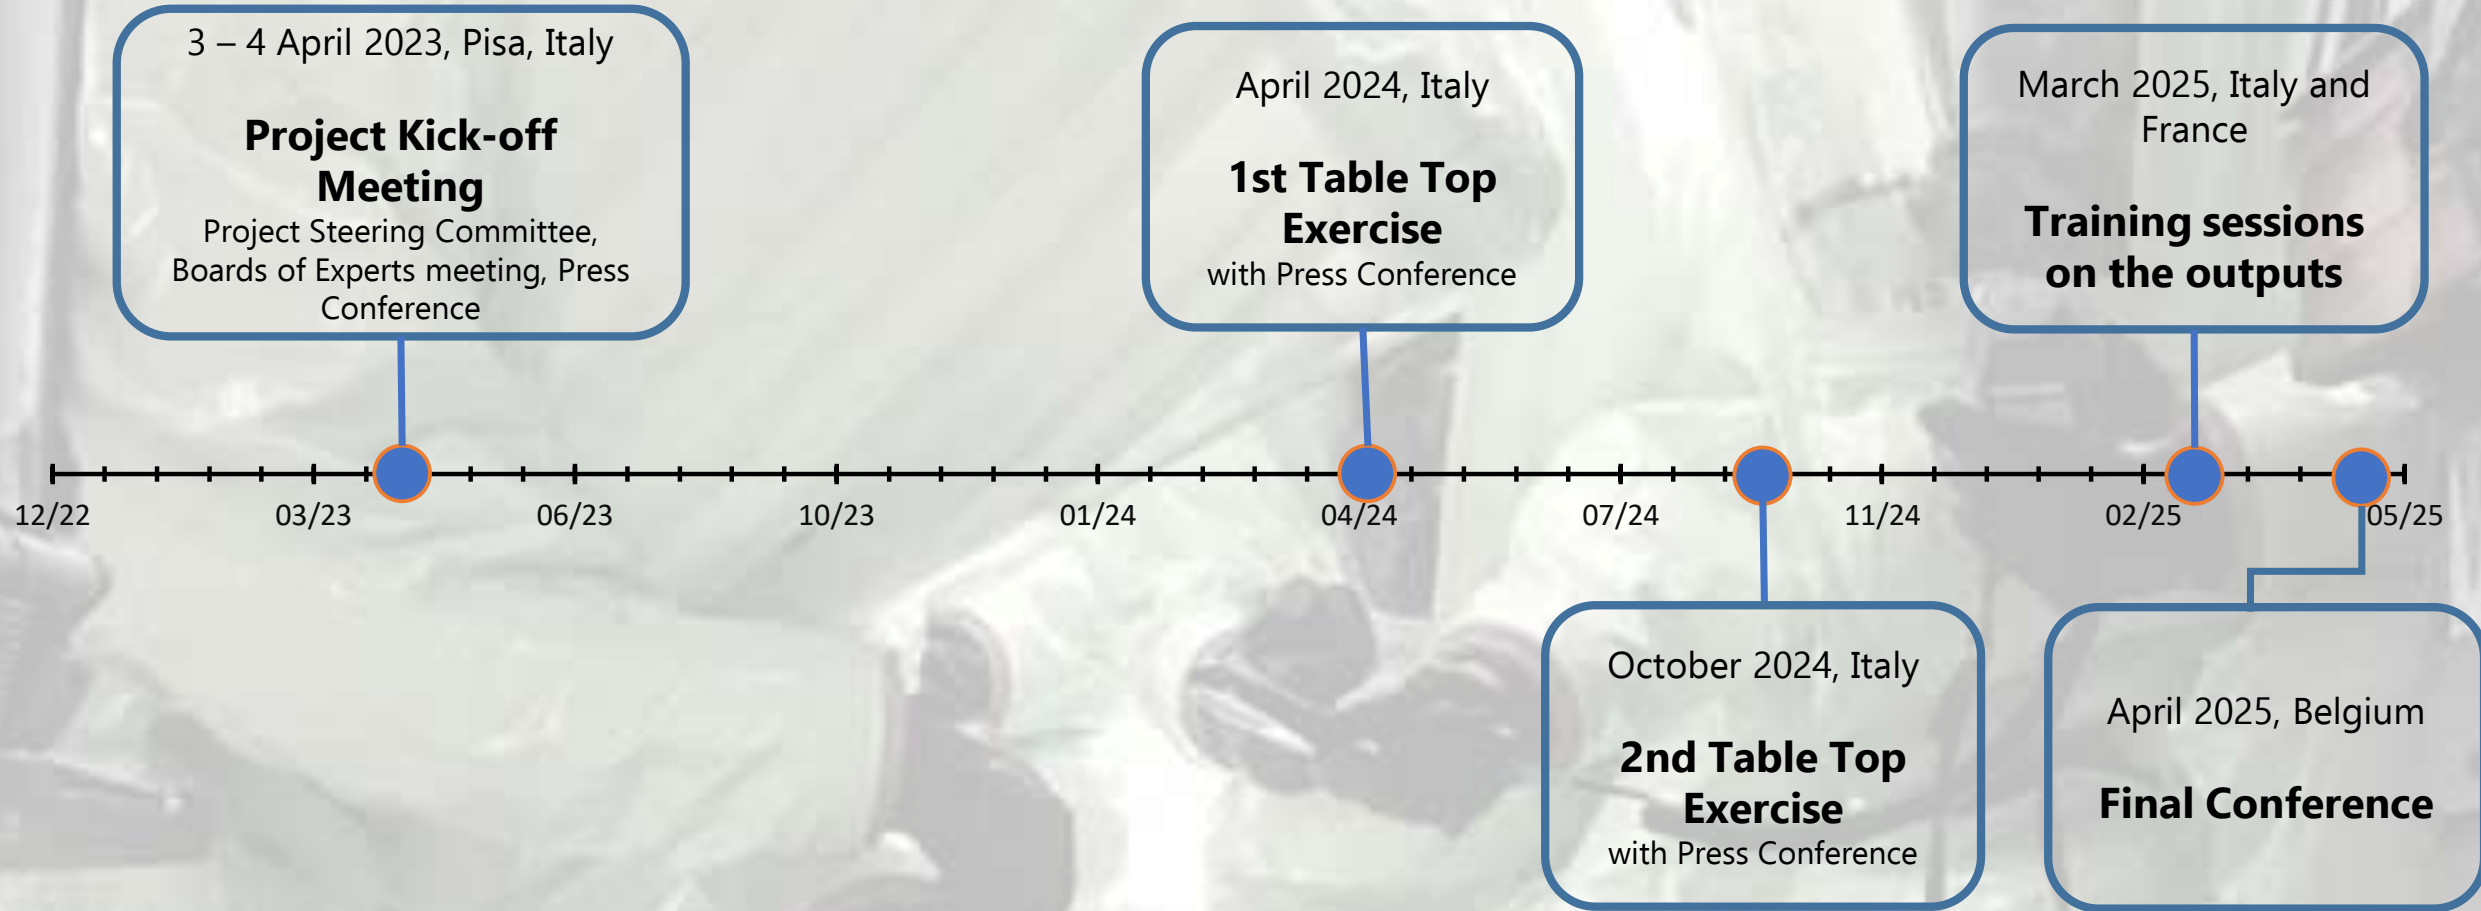 3 – 4 April 2023, Pisa, Italy
Project Kick-off
Meeting
Project Steering Committee,
Boards of Experts meeting, Press
Conference
April 2024, Italy
1st Table Top
Exercise
with Press Conference
March 2025, Italy and
France
Training sessions
on the outputs
12/22
03/23
06/23
10/23
01/24
04/24
07/24
11/24
02/25
05/25
October 2024, Italy
2nd Table Top
Exercise
with Press Conference
April 2025, Belgium
Final Conference